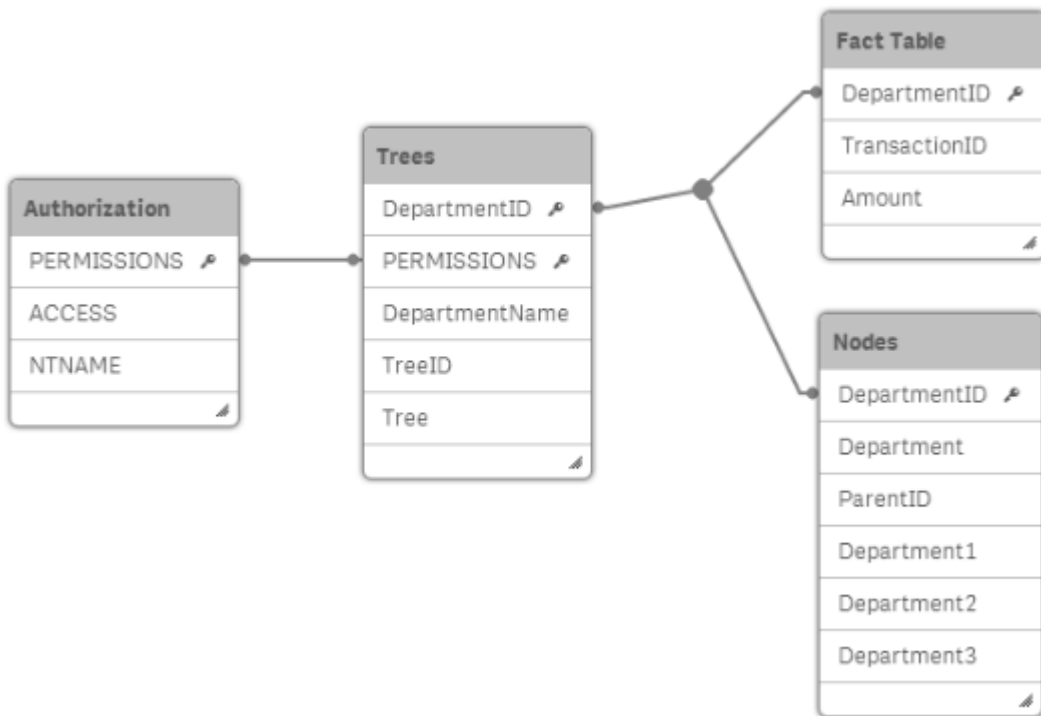 Authorization
PERMISSIONS
ACCESS
NTNAME
Trees
DepartmentID
PERMISSIONS
DepartmentName
TreeID
Tree
Fact Table
DepartmentID
TransactionID
Amount
Nodes
DepartmentID
Department
ParentID
Department1
Department2
Department3